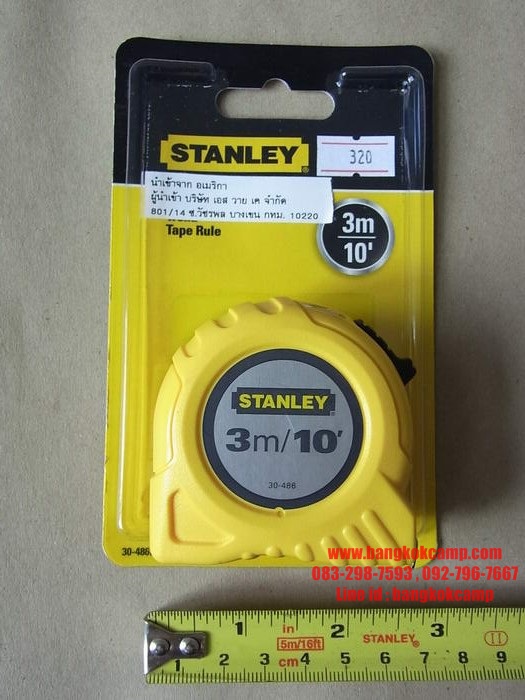 STANLEY
320
นำเข้าจาก อเมริกา
ผู้นำเข้า บริษัท เอส วาย เค จำกัด
801/14 ซ.วัชรพล บางเขน กทม. 10220
Tape Rule
3m
10'
STANLEY
3m/10'
30-486
30-486
www.bangkokcamp.com
083-298-7593 , 092-796-7667
Line id : bangkokcamp
1 in 2 3
5m/16ft STANLEY II
1 2 3 cm 4 5 6 7 8 9